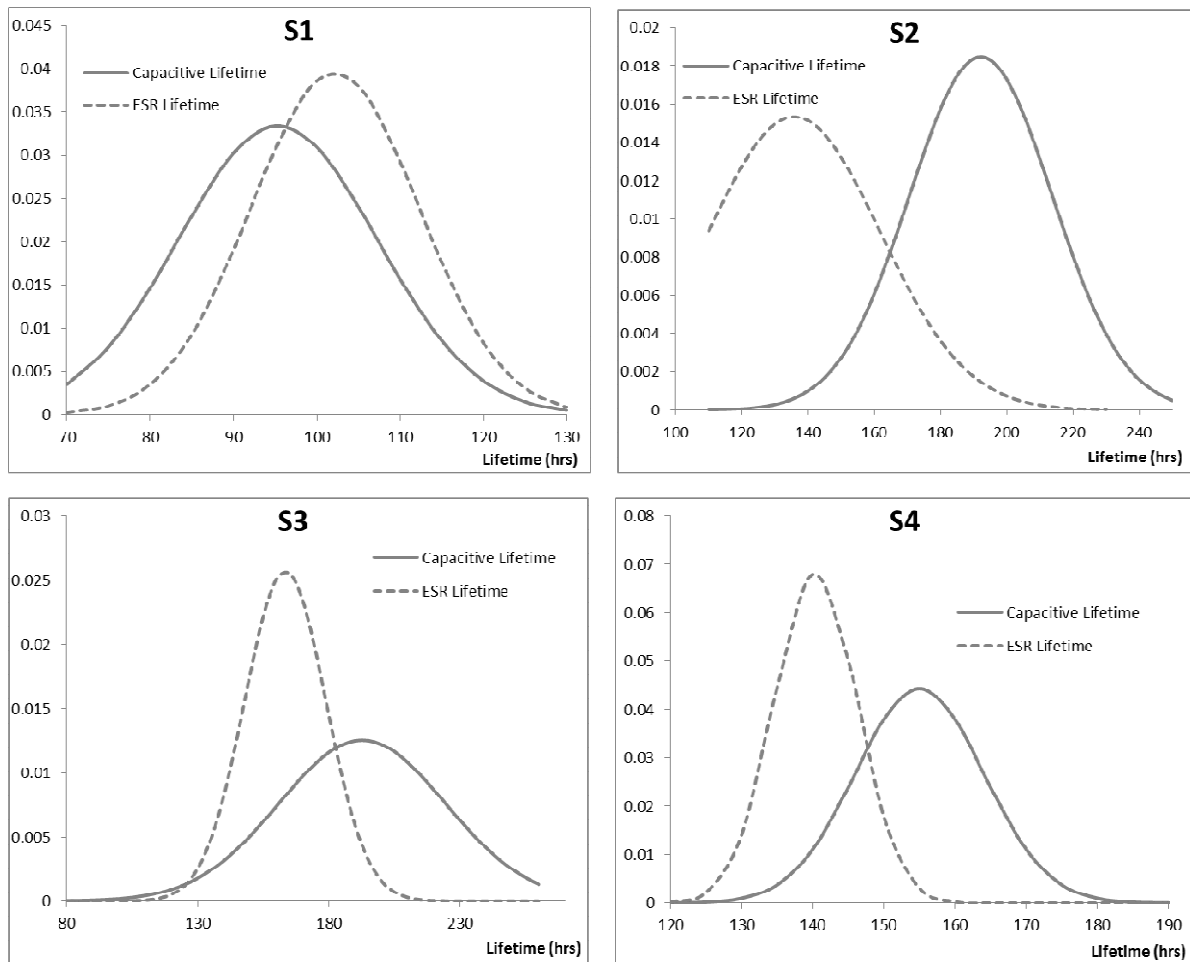 S1
0.045
0.04
0.035
0.03
0.025
0.02
0.015
0.01
0.005
0
Capacitive Lifetime
ESR Lifetime
70 80 90 100 110 120 130
Lifetime (hrs)
S2
0.02
0.018
0.016
0.014
0.012
0.01
0.008
0.006
0.004
0.002
0
Capacitive Lifetime
ESR Lifetime
100 120 140 160 180 200 220 240
Lifetime (hrs)
S3
0.03
0.025
0.02
0.015
0.01
0.005
0
Capacitive Lifetime
ESR Lifetime
80 130 180 230
Lifetime (hrs)
S4
0.08
0.07
0.06
0.05
0.04
0.03
0.02
0.01
0
Capacitive Lifetime
ESR Lifetime
120 130 140 150 160 170 180 190
Lifetime (hrs)